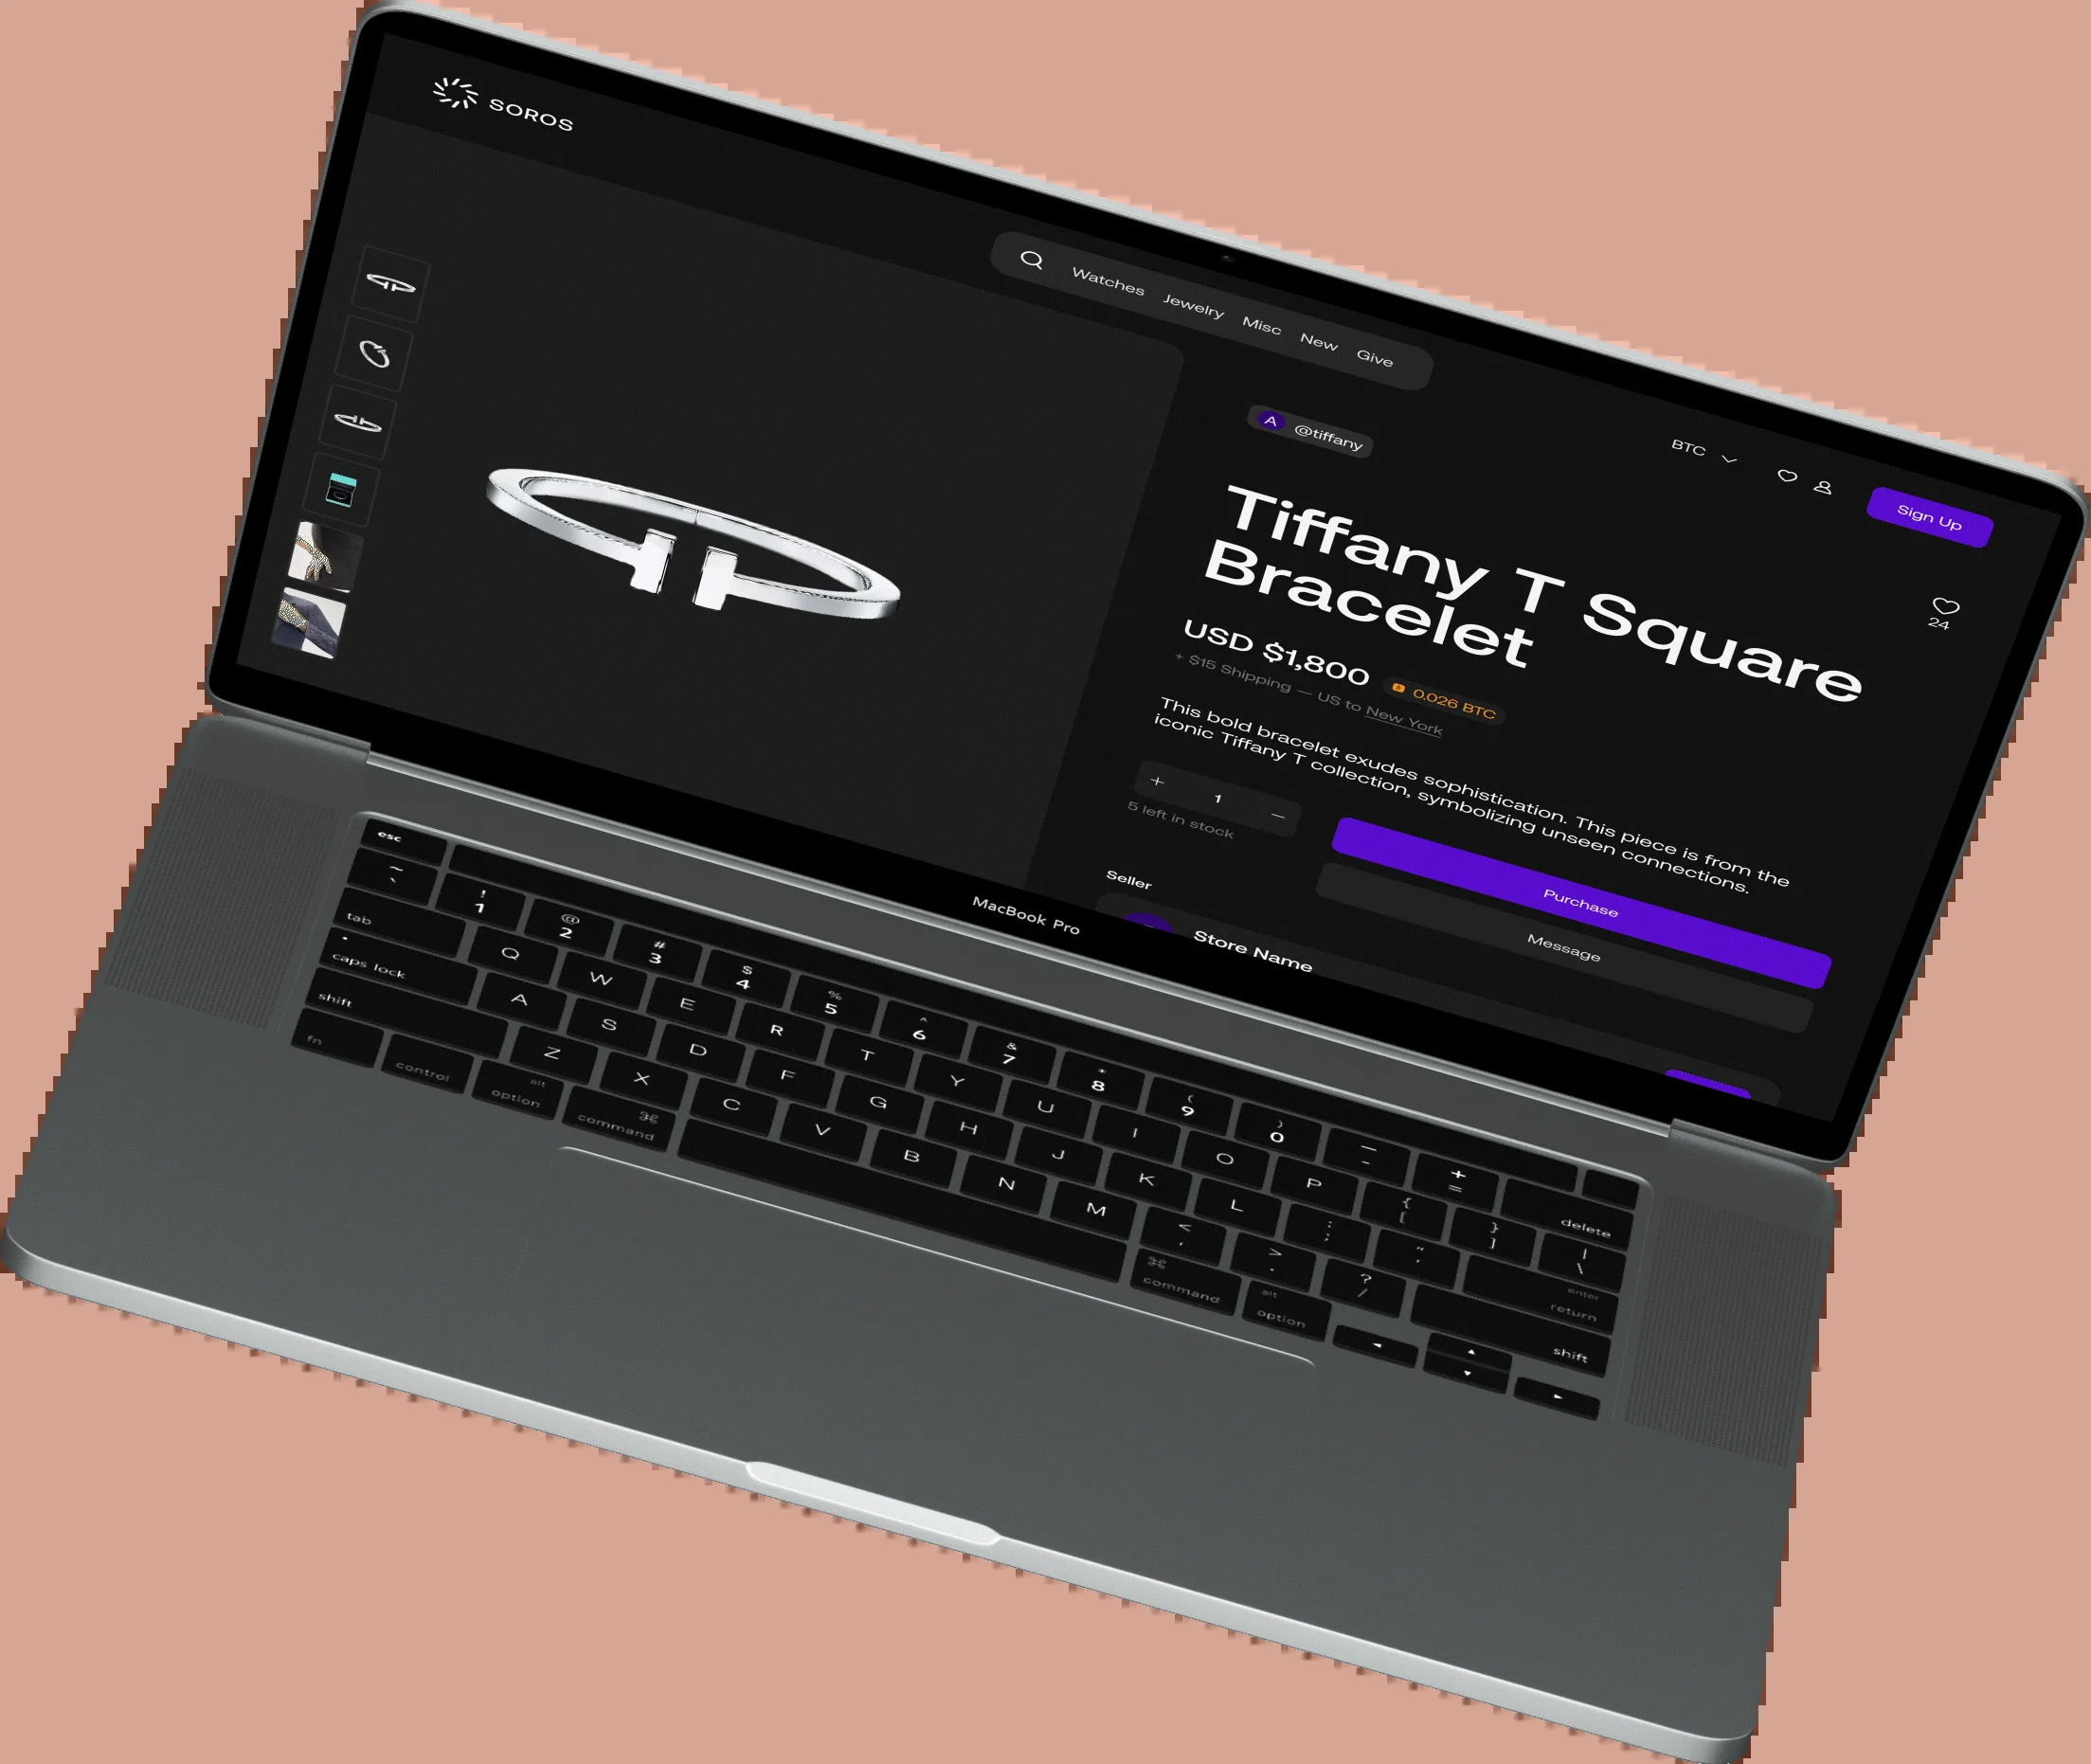 SOROS
Watches Jewelry Misc New Give
BTC
Sign Up
A @tiffany
Tiffany T Square
Bracelet
24
USD $1,800
0.026 BTC
+ $15 Shipping — US to New York
This bold bracelet exudes sophistication. This piece is from the
iconic Tiffany T collection, symbolizing unseen connections.
+ 1 —
5 left in stock
Purchase
Message
Seller
Store Name
MacBook Pro
esc
~ ! @ # $ % ^ & * ( ) — +
` 1 2 3 4 5 6 7 8 9 0 - = delete
tab Q W E R T Y U I O P { [ } ] | \
caps lock A S D F G H J K L : ; " ' enter return
shift Z X C V B N M < , > . ? / shift
fn control alt option ⌘ command ⌘ command alt option ◄ ▲ ▼ ►